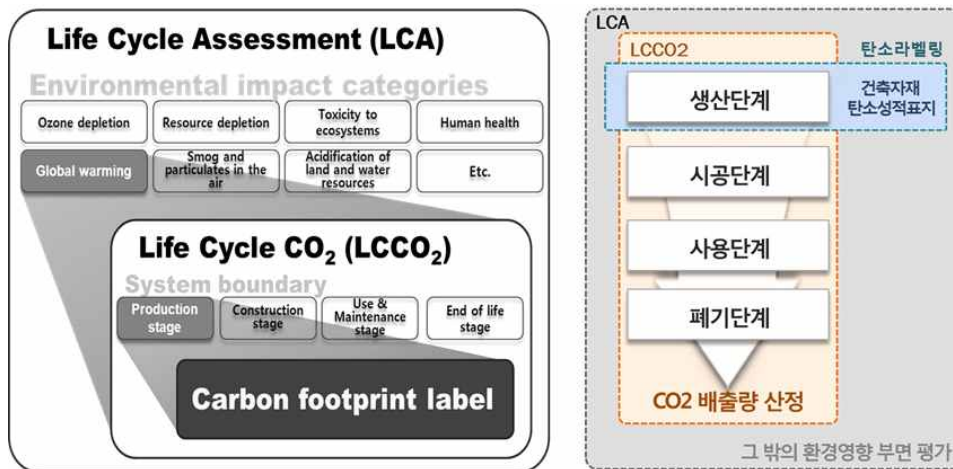 Life Cycle Assessment (LCA)
Environmental impact categories
Ozone depletion
Resource depletion
Toxicity to
ecosystems
Human health
Global warming
Smog and
particulates in the
air
Acidification of
land and water
resources
Etc.
Life Cycle CO₂ (LCCO₂)
System boundary
Production
stage
Construction
stage
Use &
Maintenance
stage
End of life
stage
Carbon footprint label
LCA
LCCO2
탄소라벨링
생산단계
건축자재
탄소성적표지
시공단계
사용단계
폐기단계
CO2 배출량 산정
그 밖의 환경영향 부면 평가